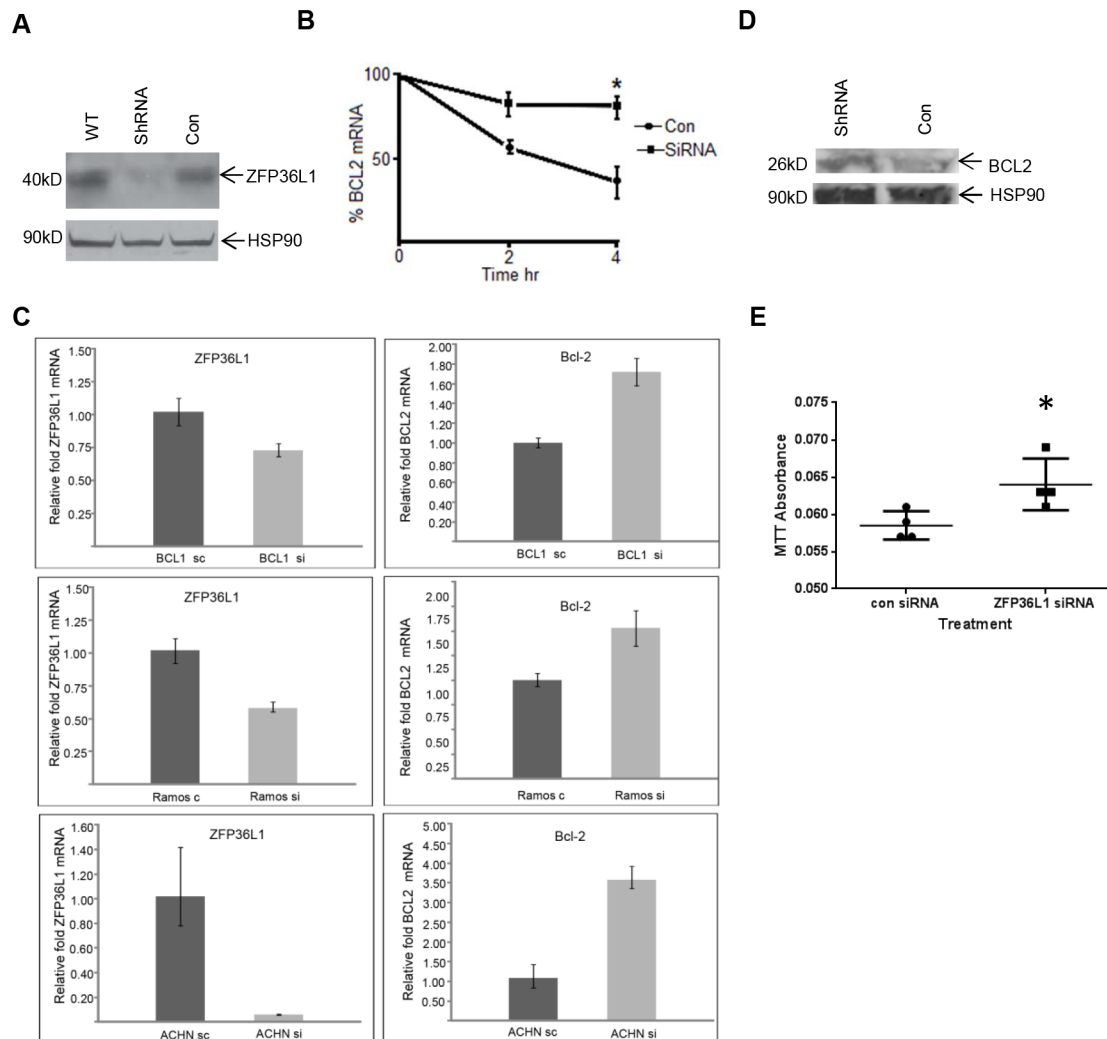 A
WT
ShRNA
Con
40kD
ZFP36L1
90kD
HSP90
B
% BCL2 mRNA
100
50
0
2
4
Time hr
*
Con
SiRNA
D
ShRNA
Con
26kD
BCL2
90kD
HSP90
C
ZFP36L1
Relative fold ZFP36L1 mRNA
1.50
1.25
1.00
0.75
0.50
0.25
BCL1 sc
BCL1 si
Bcl-2
Relative fold BCL2 mRNA
2.00
1.80
1.60
1.40
1.20
1.00
0.80
0.60
0.40
0.20
BCL1 sc
BCL1 si
ZFP36L1
Relative fold ZFP36L1 mRNA
1.50
1.00
0.75
0.50
0.25
Ramos c
Ramos si
Bcl-2
Relative fold BCL2 mRNA
2.00
1.75
1.25
1.00
0.75
0.50
0.25
Ramos c
Ramos si
ZFP36L1
Relative fold ZFP36L1 mRNA
1.60
1.40
1.20
1.00
0.80
0.60
0.40
0.20
ACHN sc
ACHN si
Bcl-2
Relative fold BCL2 mRNA
5.00
4.50
4.00
3.50
3.00
2.00
1.50
1.00
0.50
ACHN sc
ACHN si
E
MTT Absorbance
0.075
0.070
0.065
0.060
0.055
0.050
*
con siRNA
ZFP36L1 siRNA
Treatment